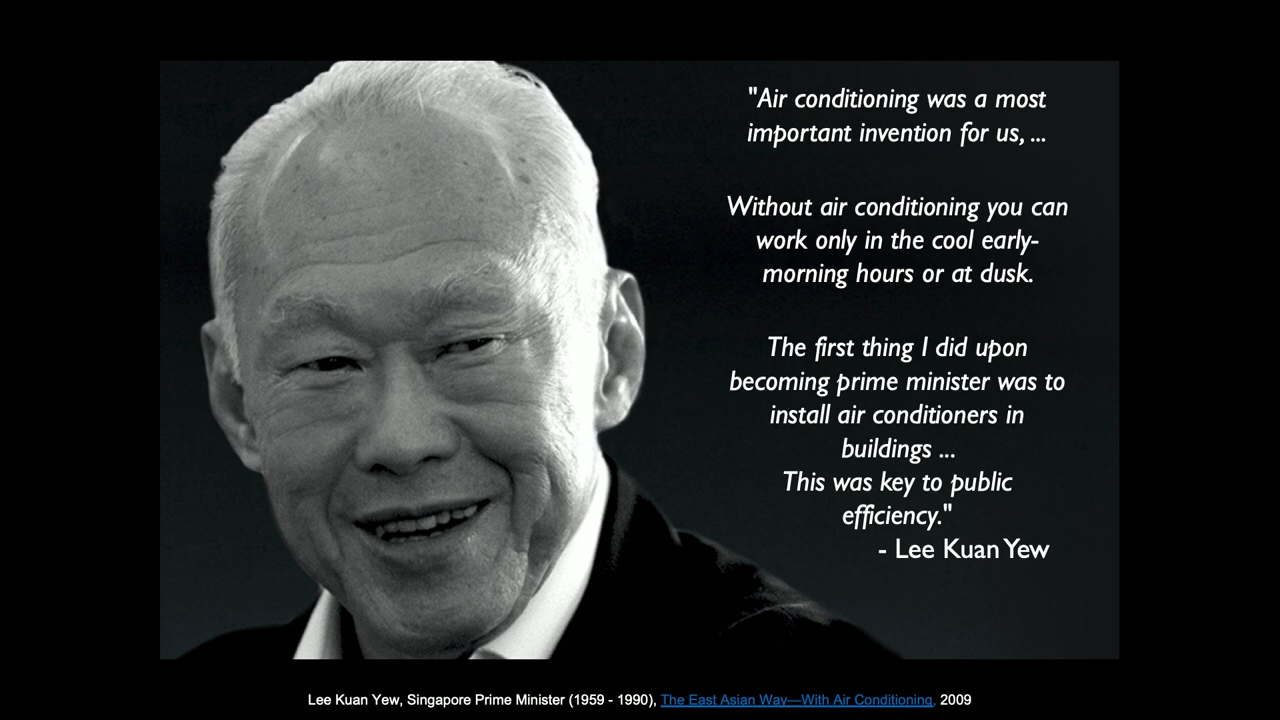 "Air conditioning was a most
important invention for us, ...
Without air conditioning you can
work only in the cool early-
morning hours or at dusk.
The first thing I did upon
becoming prime minister was to
install air conditioners in
buildings ...
This was key to public
efficiency."
- Lee Kuan Yew
Lee Kuan Yew, Singapore Prime Minister (1959 - 1990), The East Asian Way—With Air Conditioning, 2009